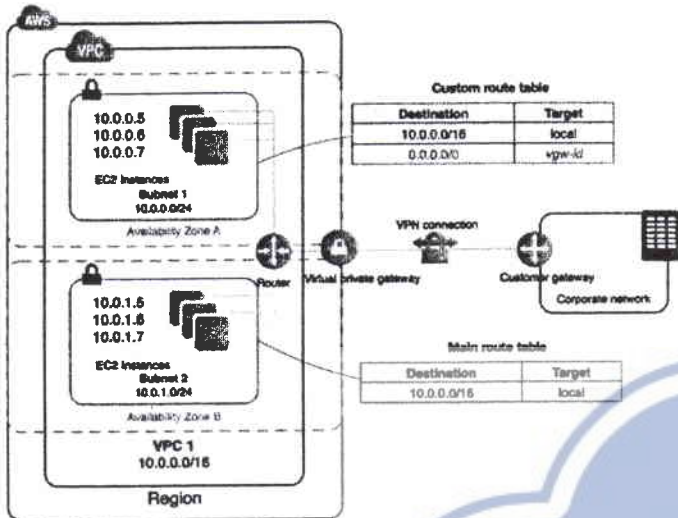 AWS
VPC
10.0.0.5
10.0.0.6
10.0.0.7
EC2 Instances
Subnet 1
10.0.0.0/24
Availability Zone A
Custom route table
Destination Target
10.0.0.0/16 local
0.0.0.0/0 vgw-id
Router
Virtual private gateway
VPN connection
Customer gateway
Corporate network
10.0.1.5
10.0.1.6
10.0.1.7
EC2 Instances
Subnet 2
10.0.1.0/24
Availability Zone B
Main route table
Destination Target
10.0.0.0/16 local
VPC 1
10.0.0.0/16
Region